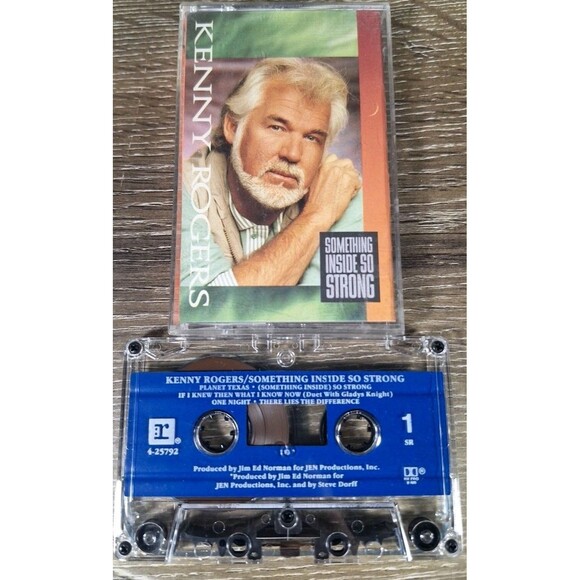 KENNY ROGERS
SOMETHING
INSIDE SO
STRONG
KENNY ROGERS/SOMETHING INSIDE SO STRONG
PLANET TEXAS • (SOMETHING INSIDE) SO STRONG
IF I KNEW THEN WHAT I KNOW NOW (Duet With Gladys Knight)
ONE NIGHT • THERE LIES THE DIFFERENCE
r
4-25792
1
SR
Produced by Jim Ed Norman for JEN Productions, Inc.
*Produced by Jim Ed Norman for
JEN Productions, Inc. and by Steve Dorff